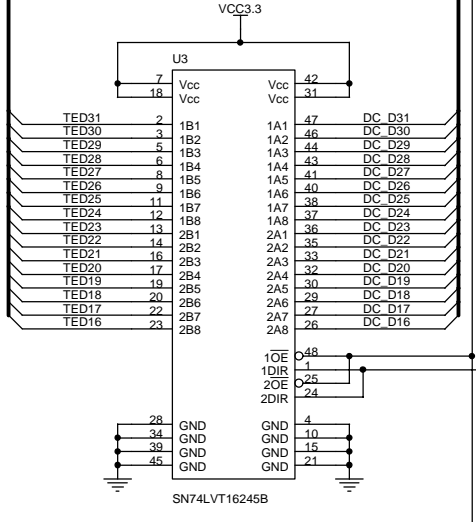 VCC3.3
U3
7 Vcc Vcc 42
18 Vcc Vcc 31
TED31 2 1B1 1A1 47 DC_D31
TED30 3 1B2 1A2 46 DC_D30
TED29 5 1B3 1A3 44 DC_D29
TED28 6 1B4 1A4 43 DC_D28
TED27 8 1B5 1A5 41 DC_D27
TED26 9 1B6 1A6 40 DC_D26
TED25 11 1B7 1A7 38 DC_D25
TED24 12 1B8 1A8 37 DC_D24
TED23 13 2B1 2A1 36 DC_D23
TED22 14 2B2 2A2 35 DC_D22
TED21 16 2B3 2A3 33 DC_D21
TED20 17 2B4 2A4 32 DC_D20
TED19 19 2B5 2A5 30 DC_D19
TED18 20 2B6 2A6 29 DC_D18
TED17 22 2B7 2A7 27 DC_D17
TED16 23 2B8 2A8 26 DC_D16
1OE 48
1DIR 1
2OE 25
2DIR 24
28 GND GND 4
34 GND GND 10
39 GND GND 15
45 GND GND 21
SN74LVT16245B